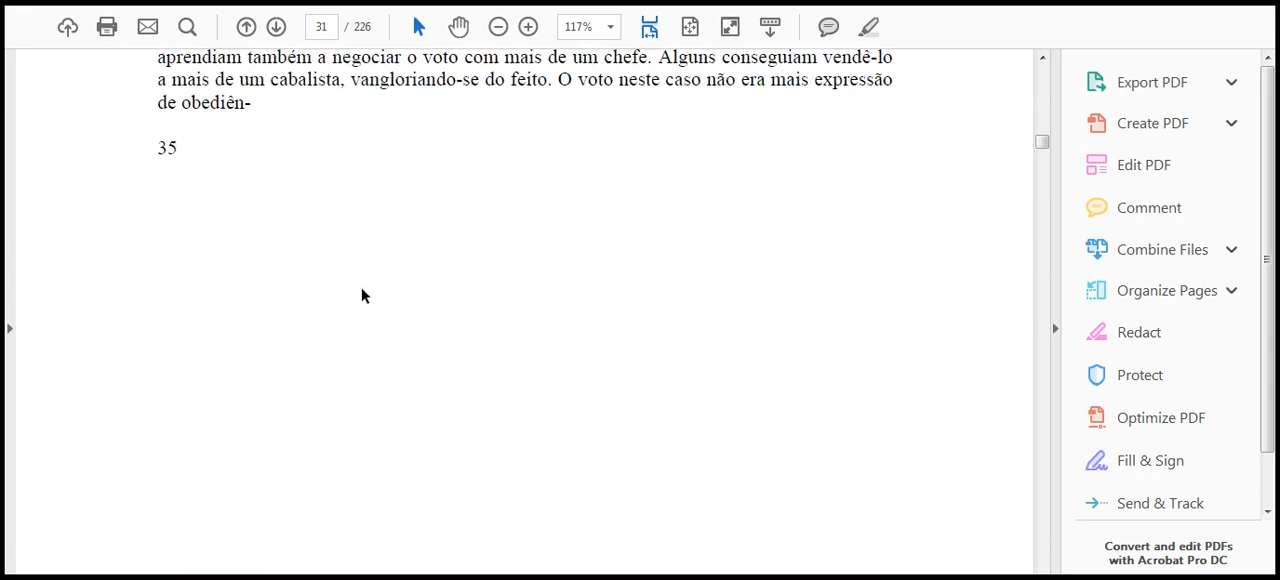 31 / 226
117%
aprendiam também a negociar o voto com mais de um chefe. Alguns conseguiam vendê-lo
a mais de um cabalista, vangloriando-se do feito. O voto neste caso não era mais expressão
de obediên-
35
Export PDF
Create PDF
Edit PDF
Comment
Combine Files
Organize Pages
Redact
Protect
Optimize PDF
Fill & Sign
Send & Track
Convert and edit PDFs
with Acrobat Pro DC